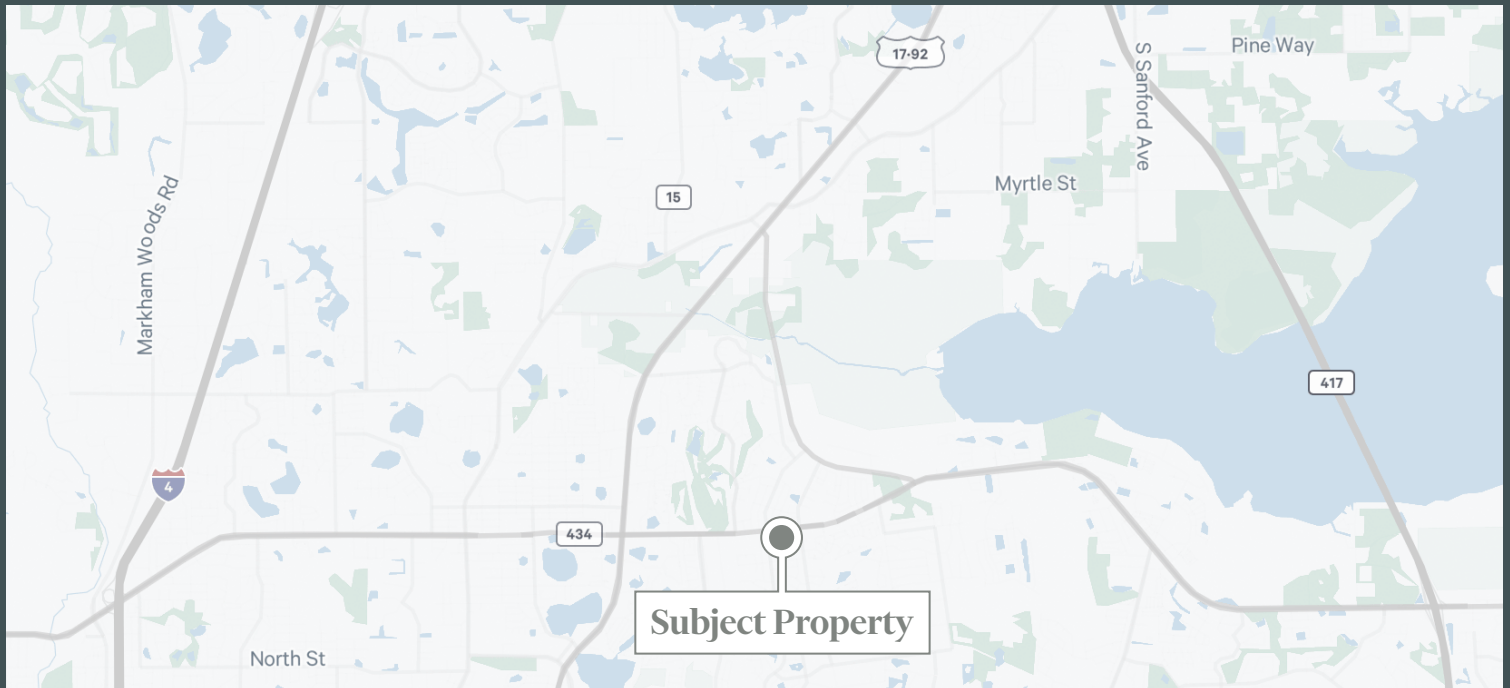 17-92
Pine Way
S Sanford Ave
15
Myrtle St
Markham Woods Rd
417
4
434
Subject Property
North St